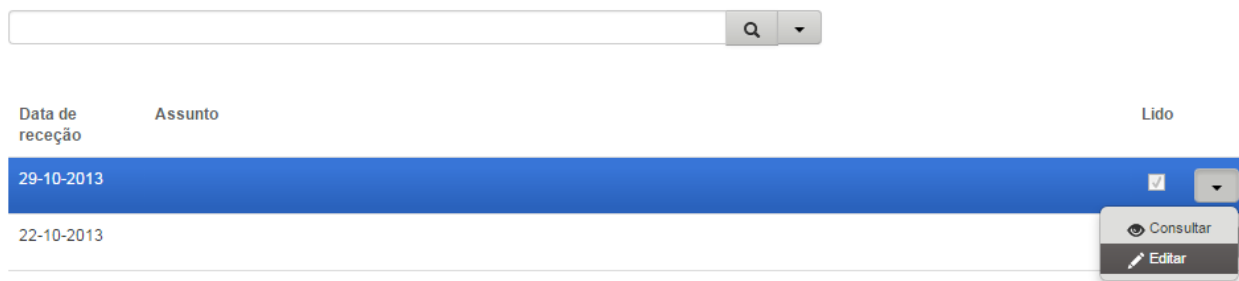 Data de
receção
Assunto
Lido
29-10-2013
22-10-2013
Consultar
Editar